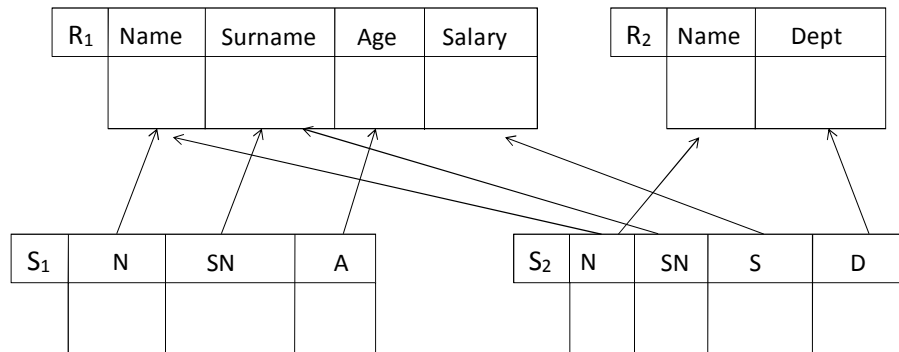 R₁ Name Surname Age Salary R₂ Name Dept
S₁ N SN A S₂ N SN S D